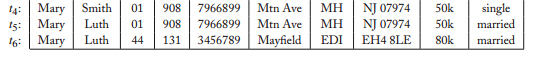 t4: Mary Smith 01 908 7966899 Mtn Ave MH NJ 07974 50k single
t5: Mary Luth 01 908 7966899 Mtn Ave MH NJ 07974 50k married
t6: Mary Luth 44 131 3456789 Mayfield EDI EH4 8LE 80k married